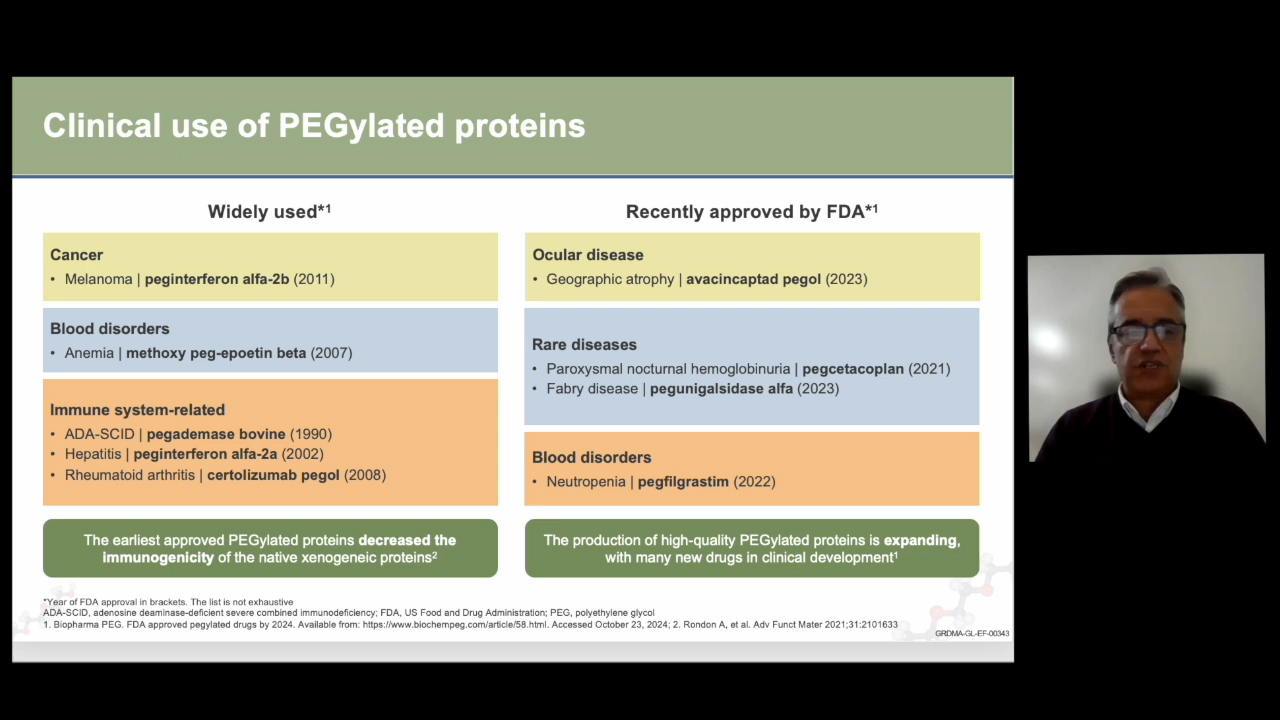 Clinical use of PEGylated proteins
Widely used*1
Cancer
• Melanoma | peginterferon alfa-2b (2011)
Blood disorders
• Anemia | methoxy peg-epoetin beta (2007)
Immune system-related
• ADA-SCID | pegademase bovine (1990)
• Hepatitis | peginterferon alfa-2a (2002)
• Rheumatoid arthritis | certolizumab pegol (2008)
The earliest approved PEGylated proteins decreased the
immunogenicity of the native xenogeneic proteins2
Recently approved by FDA*1
Ocular disease
• Geographic atrophy | avacincaptad pegol (2023)
Rare diseases
• Paroxysmal nocturnal hemoglobinuria | pegcetacoplan (2021)
• Fabry disease | pegunigalsidase alfa (2023)
Blood disorders
• Neutropenia | pegfilgrastim (2022)
The production of high-quality PEGylated proteins is expanding,
with many new drugs in clinical development1
*Year of FDA approval in brackets. The list is not exhaustive
ADA-SCID, adenosine deaminase-deficient severe combined immunodeficiency; FDA, US Food and Drug Administration; PEG, polyethylene glycol
1. Biopharma PEG. FDA approved pegylated drugs by 2024. Available from: https://www.biochempeg.com/article/58.html. Accessed October 23, 2024; 2. Rondon A, et al. Adv Funct Mater 2021;31:2101633
GRDMA-GL-EF-00343